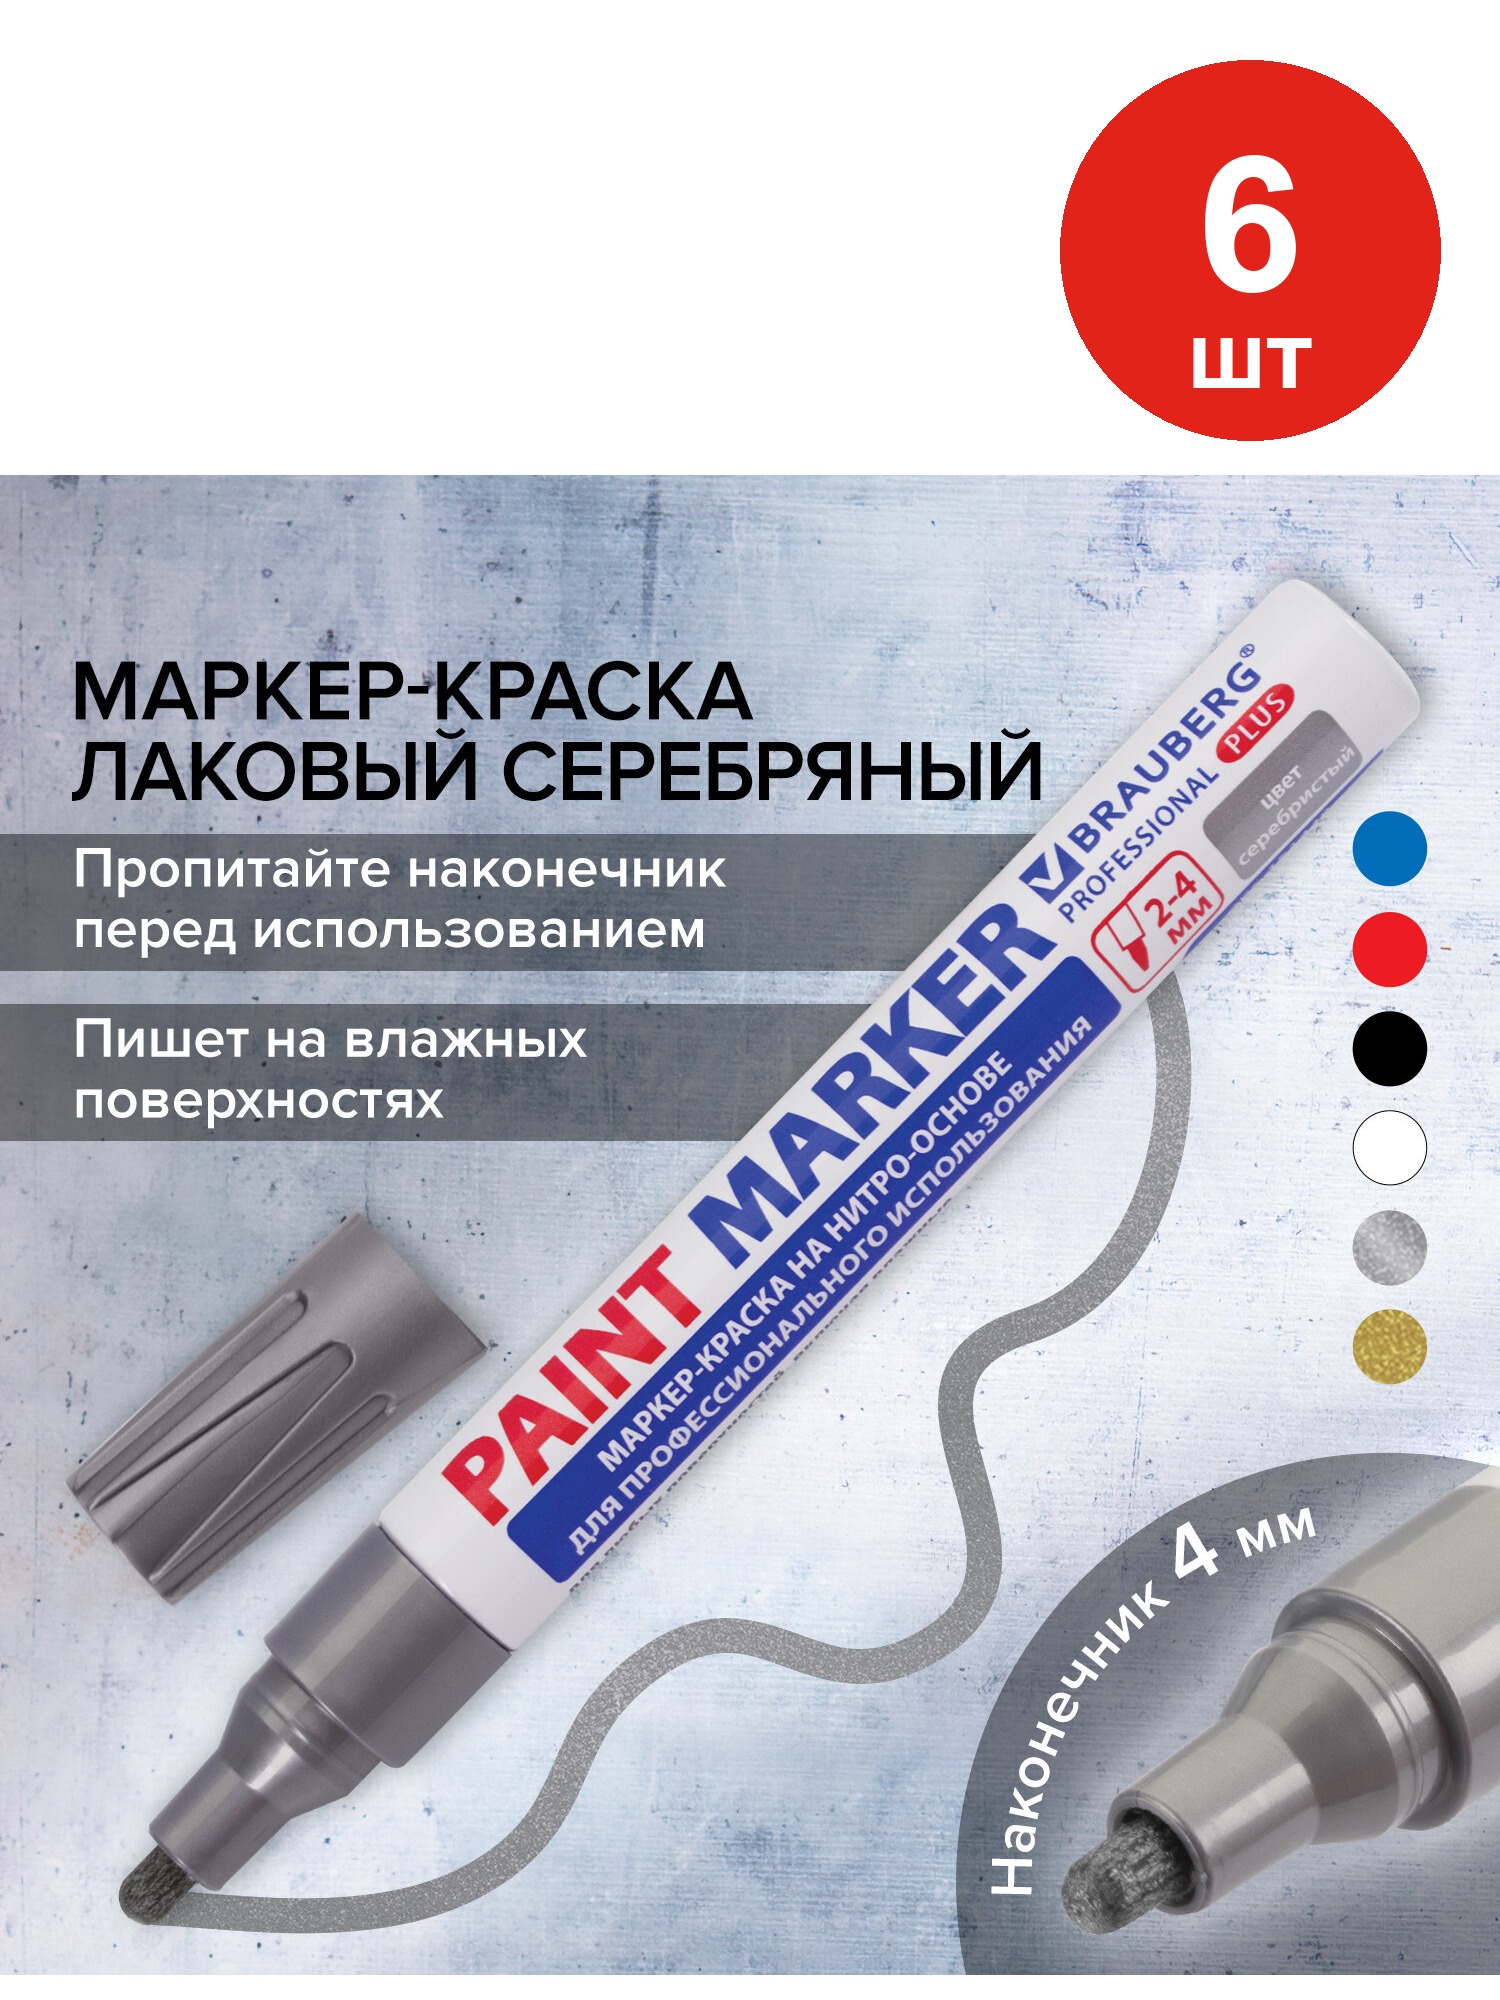 6
шт
МАРКЕР-КРАСКА
ЛАКОВЫЙ СЕРЕБРЯНЫЙ
Пропитайте наконечник
перед использованием
Пишет на влажных
поверхностях
BRAUBERG®
PROFESSIONAL PLUS
цвет
серебристый
2-4
ММ
PAINT MARKER
МАРКЕР-КРАСКА НА НИТРО-ОСНОВЕ
ДЛЯ ПРОФЕССИОНАЛЬНОГО ИСПОЛЬЗОВАНИЯ
Наконечник 4 мм